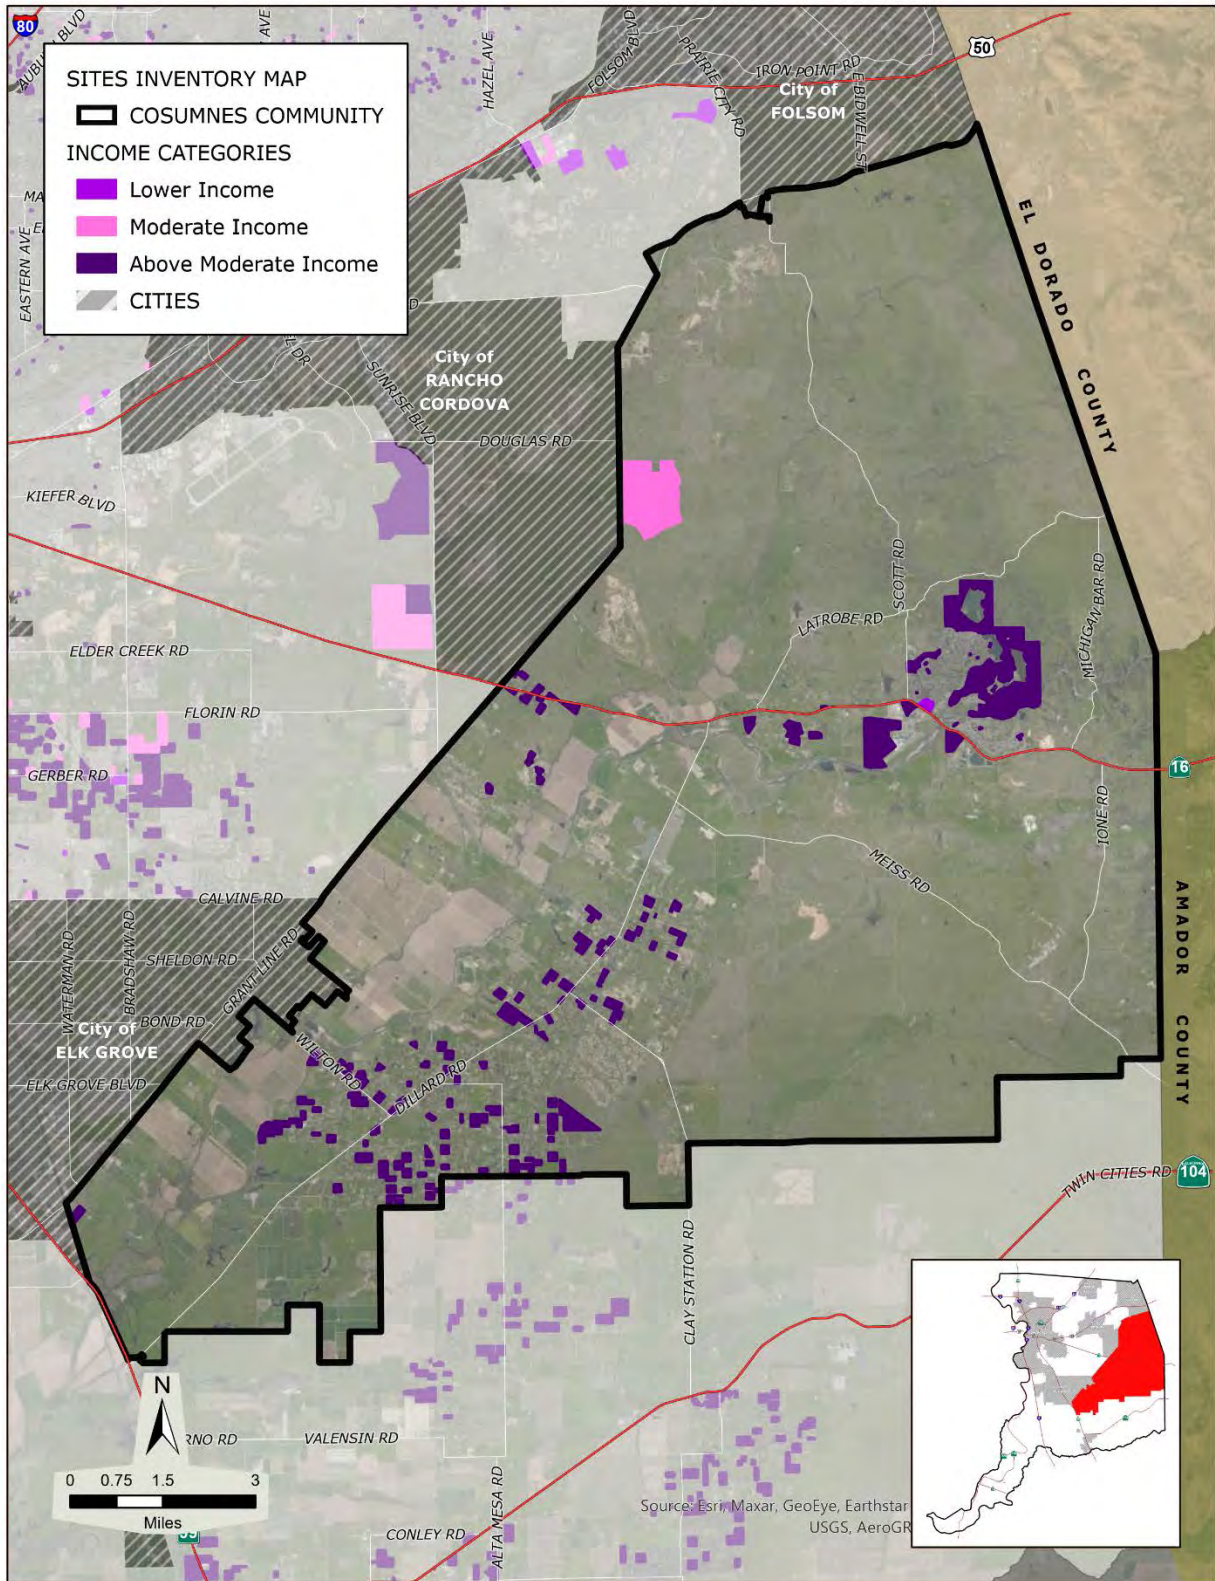 80
AVE
HAZEL AVE
FOLSOM BLVD
PRAIRIE CITY RD
IRON POINT RD
50
City of
FOLSOM
E BIDWELL ST
SITES INVENTORY MAP
COSUMNES COMMUNITY
INCOME CATEGORIES
Lower Income
Moderate Income
Above Moderate Income
CITIES
EASTERN AVE
EL DORADO COUNTY
City of
RANCHO
CORDOVA
SUNRISE BLVD
DOUGLAS RD
KIEFER BLVD
SCOTT RD
LATROBE RD
MICHIGAN BAR RD
ELDER CREEK RD
FLORIN RD
GERBER RD
16
IONE RD
MEISS RD
CALVINE RD
WATERMAN RD
BRADSHAW RD
SHELDON RD
GRANT LINE RD
BOND RD
City of
ELK GROVE
ELK GROVE BLVD
WILTON RD
DILLARD RD
AMADOR COUNTY
TWIN CITIES RD
104
CLAY STATION RD
N
RNO RD
VALENSIN RD
0 0.75 1.5 3
Miles
ALTA MESA RD
CONLEY RD
99
Source: Esri, Maxar, GeoEye, Earthstar
USGS, AeroGR